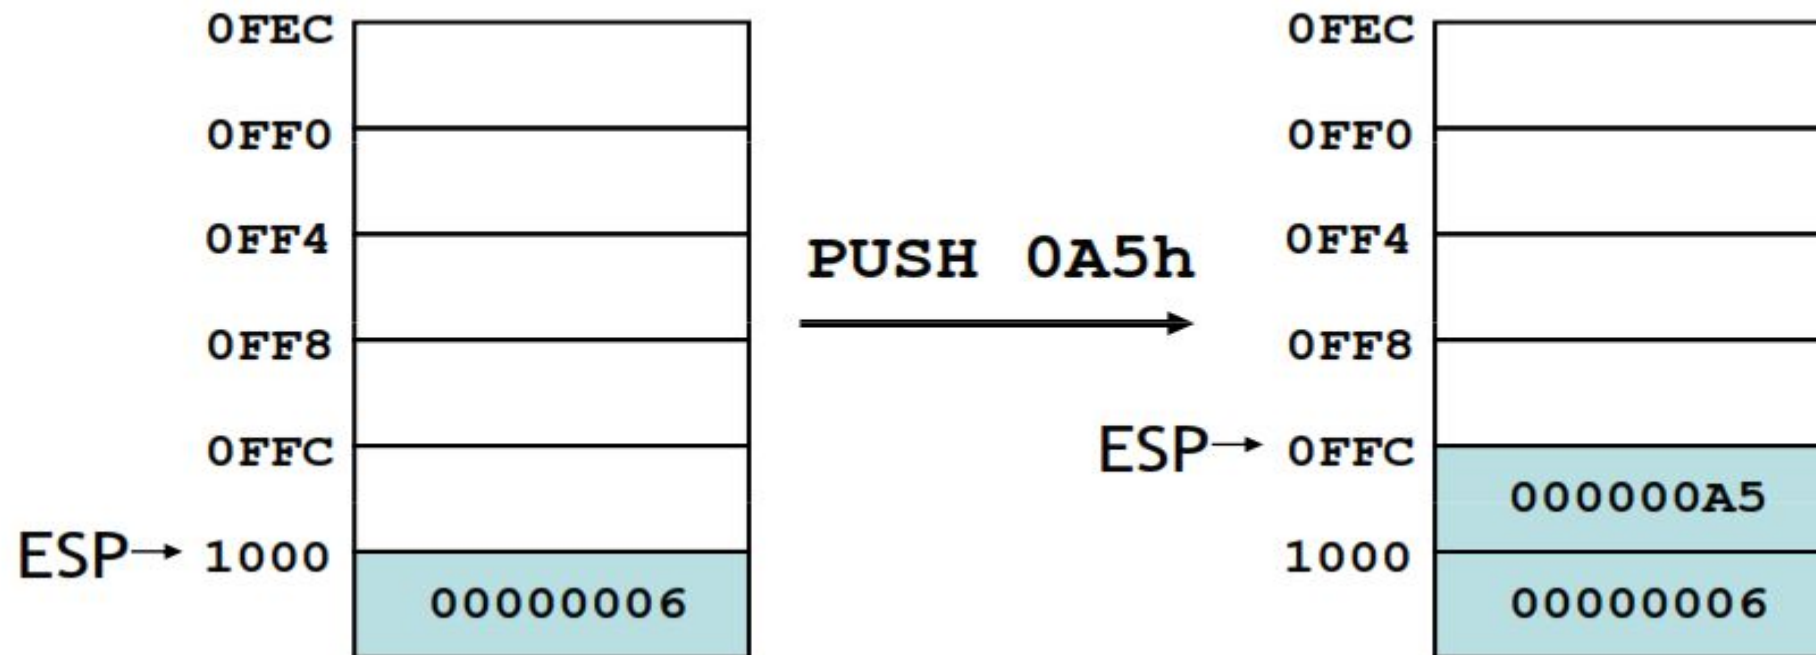 0FEC
0FF0
0FF4
0FF8
0FFC
ESP→ 1000
00000006
PUSH 0A5h
0FEC
0FF0
0FF4
0FF8
ESP→ 0FFC
000000A5
1000
00000006